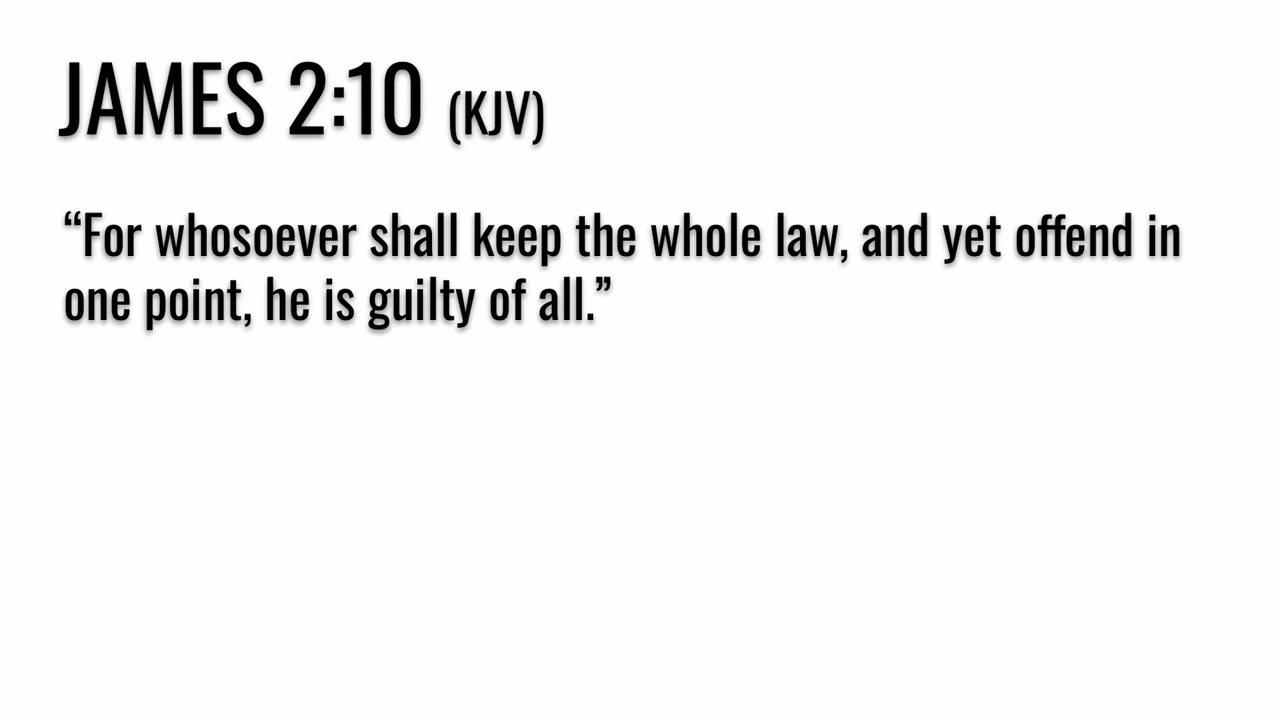 JAMES 2:10 (KJV)
“For whosoever shall keep the whole law, and yet offend in
one point, he is guilty of all.”